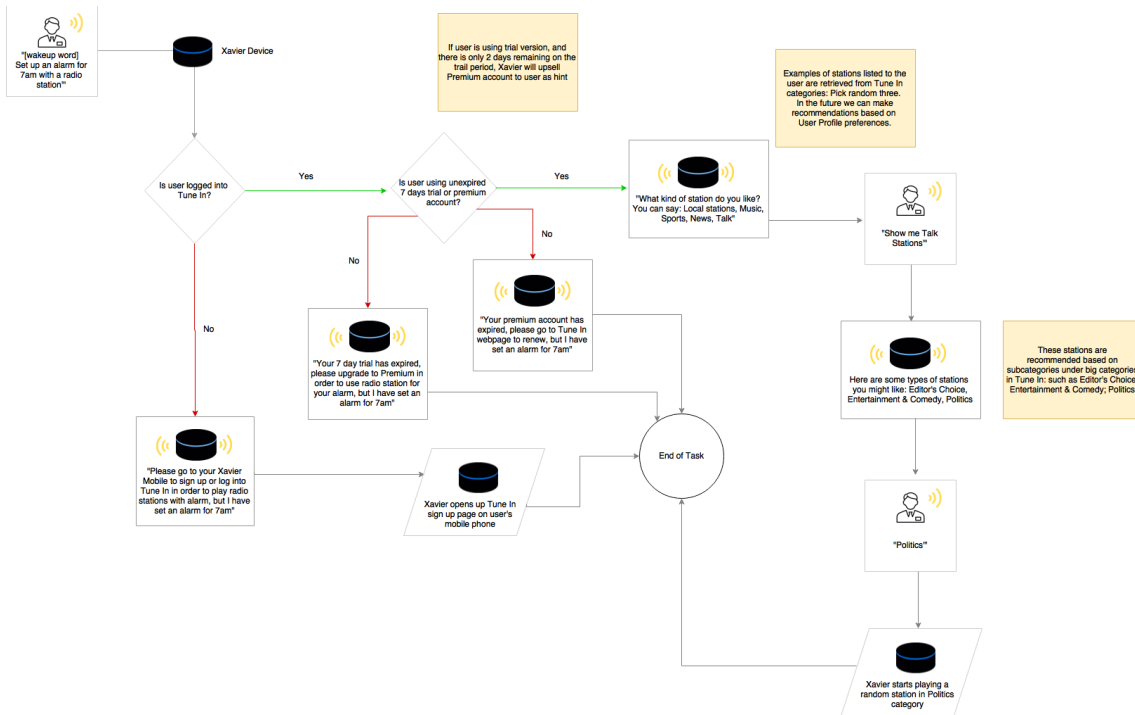 "[wakeup word]
Set up an alarm for
7am with a radio
station'"
Xavier Device
If user is using trial version, and
there is only 2 days remaining on the
trail period, Xavier will upsell
Premium account to user as hint
Examples of stations listed to the
user are retrieved from Tune In
categories: Pick random three.
In the future we can make
recommendations based on
User Profile preferences.
Is user logged into
Tune In?
Yes
Is user using unexpired
7 days trial or premium
account?
Yes
"What kind of station do you like?
You can say: Local stations, Music,
Sports, News, Talk"
"Show me Talk
Stations'"
No
No
No
"Your premium account has
expired, please go to Tune In
webpage to renew, but I have
set an alarm for 7am"
"Your 7 day trial has expired,
please upgrade to Premium in
order to use radio station for
your alarm, but I have set an
alarm for 7am"
Here are some types of stations
you might like: Editor's Choice,
Entertainment & Comedy, Politics
These stations are
recommended based on
subcategories under big categories
in Tune In: such as Editor's Choice,
Entertainment & Comedy; Politics
"Please go to your Xavier
Mobile to sign up or log into
Tune In in order to play radio
stations with alarm, but I have
set an alarm for 7am"
Xavier opens up Tune In
sign up page on user's
mobile phone
End of Task
"Politics'"
Xavier starts playing a
random station in Politics
category